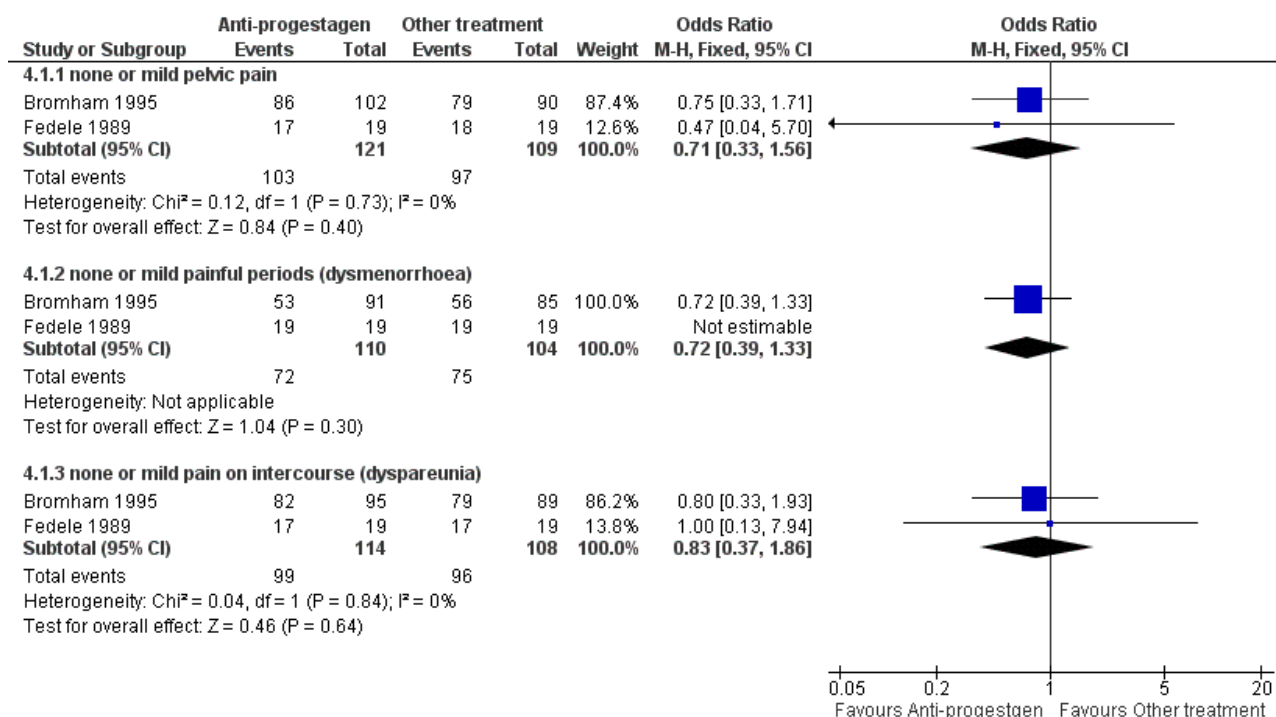 Anti-progestagen Other treatment Odds Ratio Odds Ratio
Study or Subgroup Events Total Events Total Weight M-H, Fixed, 95% CI M-H, Fixed, 95% CI
4.1.1 none or mild pelvic pain
Bromham 1995 86 102 79 90 87.4% 0.75 [0.33, 1.71]
Fedele 1989 17 19 18 19 12.6% 0.47 [0.04, 5.70]
Subtotal (95% CI) 121 109 100.0% 0.71 [0.33, 1.56]
Total events 103 97
Heterogeneity: Chi² = 0.12, df = 1 (P = 0.73); I² = 0%
Test for overall effect: Z = 0.84 (P = 0.40)
4.1.2 none or mild painful periods (dysmenorrhoea)
Bromham 1995 53 91 56 85 100.0% 0.72 [0.39, 1.33]
Fedele 1989 19 19 19 19 Not estimable
Subtotal (95% CI) 110 104 100.0% 0.72 [0.39, 1.33]
Total events 72 75
Heterogeneity: Not applicable
Test for overall effect: Z = 1.04 (P = 0.30)
4.1.3 none or mild pain on intercourse (dyspareunia)
Bromham 1995 82 95 79 89 86.2% 0.80 [0.33, 1.93]
Fedele 1989 17 19 17 19 13.8% 1.00 [0.13, 7.94]
Subtotal (95% CI) 114 108 100.0% 0.83 [0.37, 1.86]
Total events 99 96
Heterogeneity: Chi² = 0.04, df = 1 (P = 0.84); I² = 0%
Test for overall effect: Z = 0.46 (P = 0.64)
0.05 0.2 1 5 20
Favours Anti-progestgen Favours Other treatment